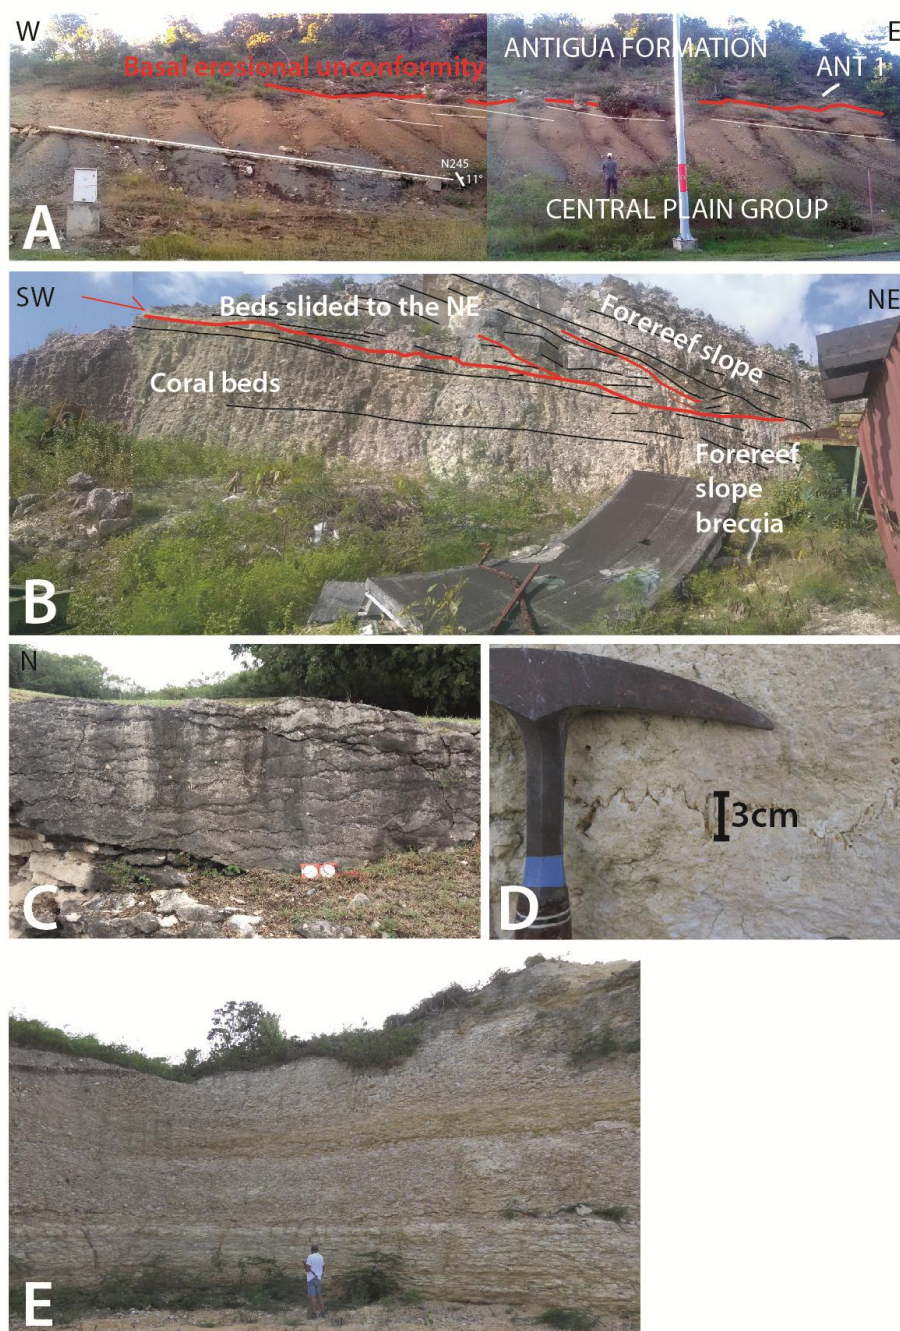 W
E
Basal erosional unconformity
ANTIGUA FORMATION
ANT 1
N245
11°
CENTRAL PLAIN GROUP
A
SW
NE
Beds slided to the NE
Forereef slope
Coral beds
Forereef
slope
breccia
B
N
C
3cm
D
E